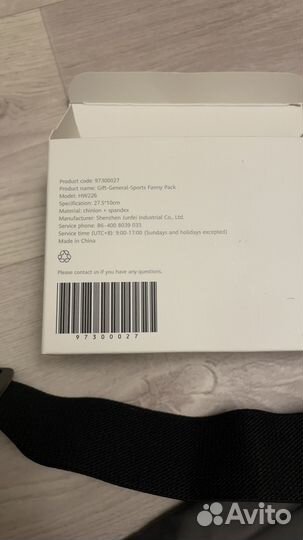 Product code: 97300027
Product name: Gift-General-Sports Fanny Pack
Model: HW226
Specification: 27.5*10cm
Material: chinlon + spandex
Manufacturer: Shenzhen Junfei Industrial Co., Ltd.
Service phone: 86-400 8039 035
Service time (UTC+8): 9:00-17:00 (Sundays and holidays excepted)
Made in China
Please contact us if you have any questions.
97300027
Avito